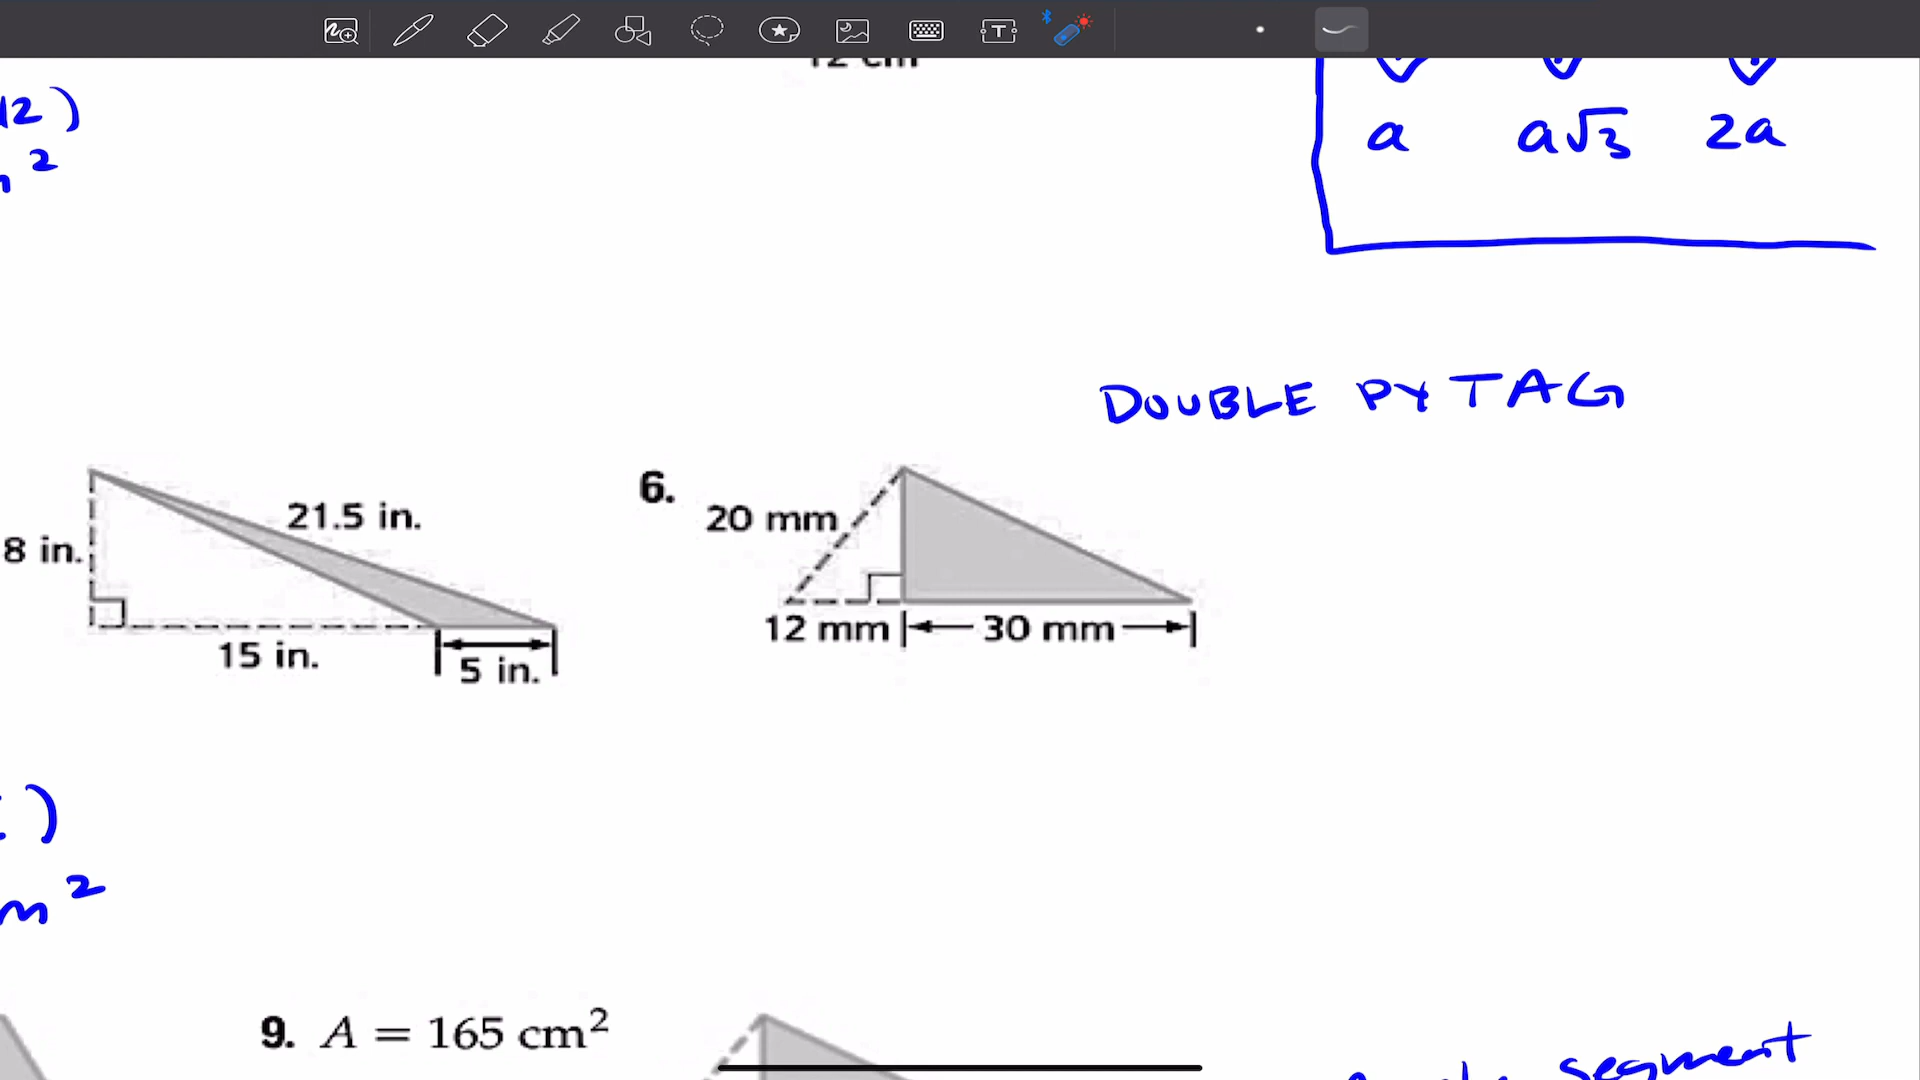 12)
2
a a√3 2a
DOUBLE PYTAG
21.5 in.
8 in.
15 in.
5 in.
6.
20 mm
12 mm 30 mm
)
m²
9. A = 165 cm²
segment